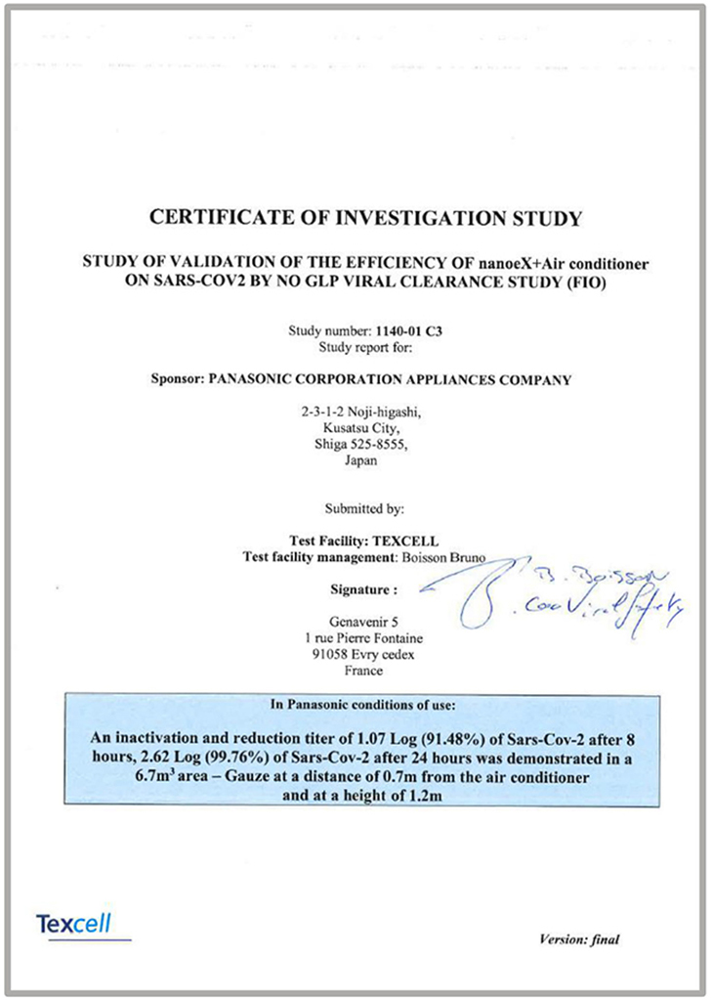 CERTIFICATE OF INVESTIGATION STUDY
STUDY OF VALIDATION OF THE EFFICIENCY OF nanoeX+Air conditioner
ON SARS-COV2 BY NO GLP VIRAL CLEARANCE STUDY (FIO)
Study number: 1140-01 C3
Study report for:
Sponsor: PANASONIC CORPORATION APPLIANCES COMPANY
2-3-1-2 Noji-higashi,
Kusatsu City,
Shiga 525-8555,
Japan
Submitted by:
Test Facility: TEXCELL
Test facility management: Boisson Bruno
B. Boisson
Signature :
COO Viral Safety
Genavenir 5
1 rue Pierre Fontaine
91058 Evry cedex
France
In Panasonic conditions of use:
An inactivation and reduction titer of 1.07 Log (91.48%) of Sars-Cov-2 after 8
hours, 2.62 Log (99.76%) of Sars-Cov-2 after 24 hours was demonstrated in a
6.7m³ area – Gauze at a distance of 0.7m from the air conditioner
and at a height of 1.2m
Texcell
Version: final